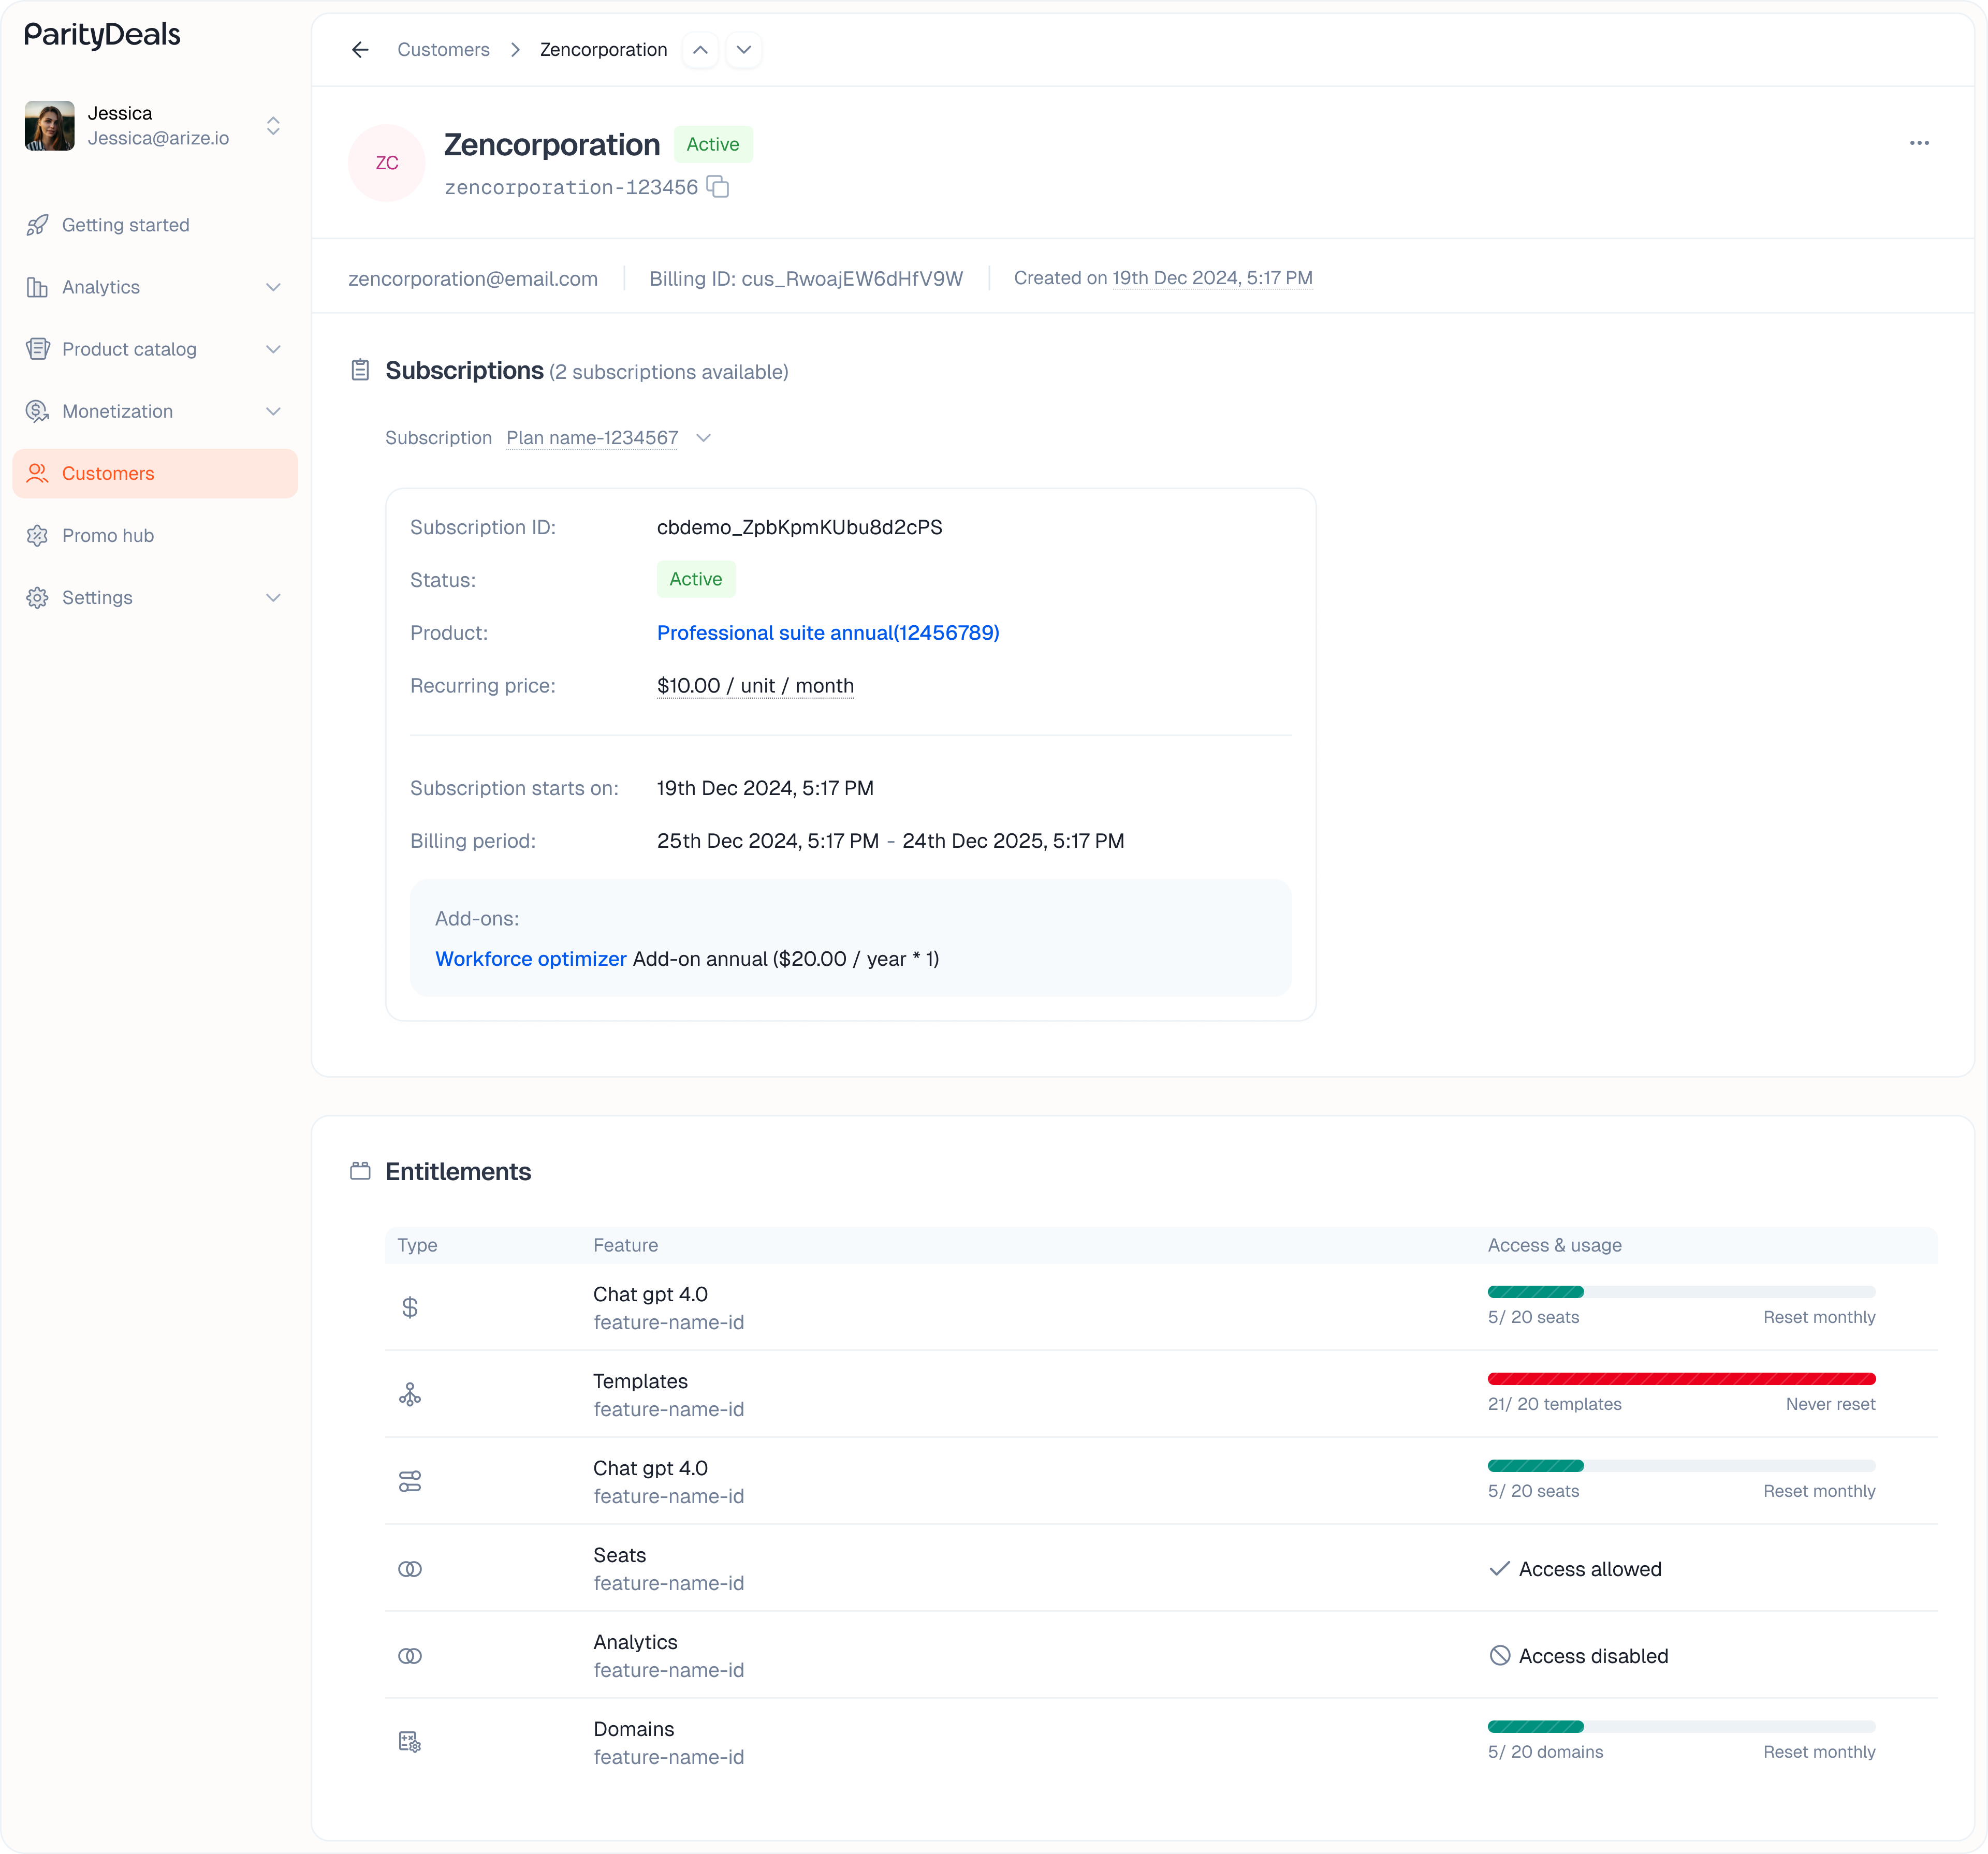 ParityDeals
Jessica
Jessica@arize.io
Getting started
Analytics
Product catalog
Monetization
Customers
Promo hub
Settings
Customers Zencorporation
ZC
Zencorporation Active
zencorporation-123456
zencorporation@email.com Billing ID: cus_RwoajEW6dHfV9W Created on 19th Dec 2024, 5:17 PM
Subscriptions (2 subscriptions available)
Subscription Plan name-1234567
Subscription ID: cbdemo_ZpbKpmKUbu8d2cPS
Status: Active
Product: Professional suite annual(12456789)
Recurring price: $10.00 / unit / month
Subscription starts on: 19th Dec 2024, 5:17 PM
Billing period: 25th Dec 2024, 5:17 PM - 24th Dec 2025, 5:17 PM
Add-ons:
Workforce optimizer Add-on annual ($20.00 / year * 1)
Entitlements
Type Feature Access & usage
Chat gpt 4.0
feature-name-id
5/ 20 seats Reset monthly
Templates
feature-name-id
21/ 20 templates Never reset
Chat gpt 4.0
feature-name-id
5/ 20 seats Reset monthly
Seats
feature-name-id
Access allowed
Analytics
feature-name-id
Access disabled
Domains
feature-name-id
5/ 20 domains Reset monthly